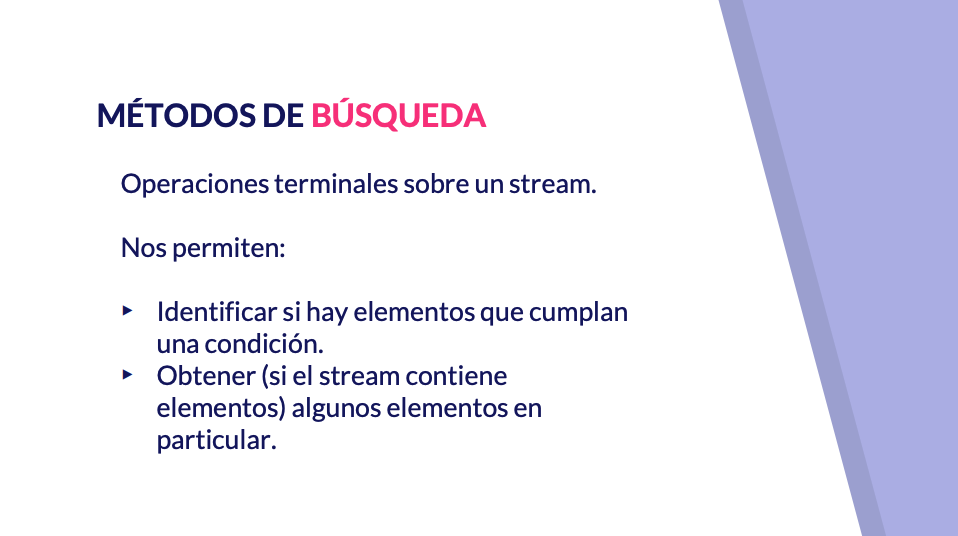 MÉTODOS DE BÚSQUEDA
Operaciones terminales sobre un stream.
Nos permiten:
▸ Identificar si hay elementos que cumplan
una condición.
▸ Obtener (si el stream contiene
elementos) algunos elementos en
particular.